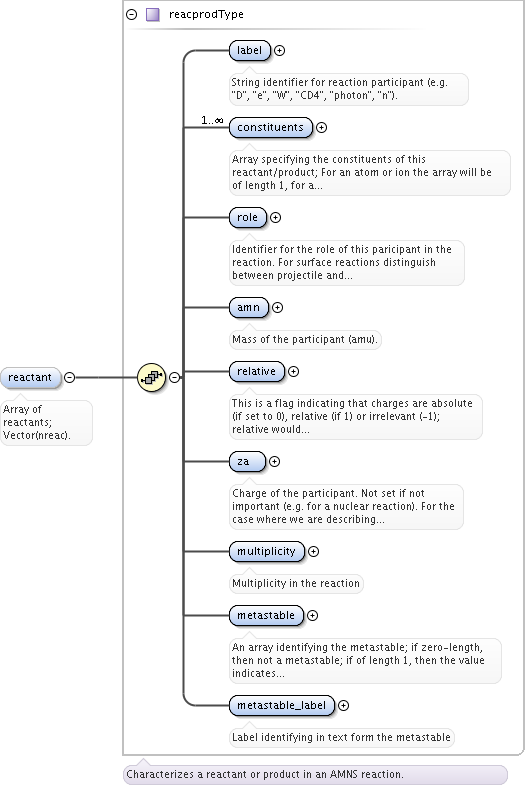 reacprodType
label
String identifier for reaction participant (e.g.
"D", "e", "W", "CD4", "photon", "n").
1..∞
constituents
Array specifying the constituents of this
reactant/product; For an atom or ion the array will be
of length 1, for a...
role
Identifier for the role of this paricipant in the
reaction. For surface reactions distinguish
between projectile and...
amn
Mass of the participant (amu).
relative
This is a flag indicating that charges are absolute
(if set to 0), relative (if 1) or irrelevant (-1);
relative would...
reactant
Array of
reactants;
Vector(nreac).
za
Charge of the participant. Not set if not
important (e.g. for a nuclear reaction). For the
case where we are describing...
multiplicity
Multiplicity in the reaction
metastable
An array identifying the metastable; if zero-length,
then not a metastable; if of length 1, then the value
indicates...
metastable_label
Label identifying in text form the metastable
Characterizes a reactant or product in an AMNS reaction.